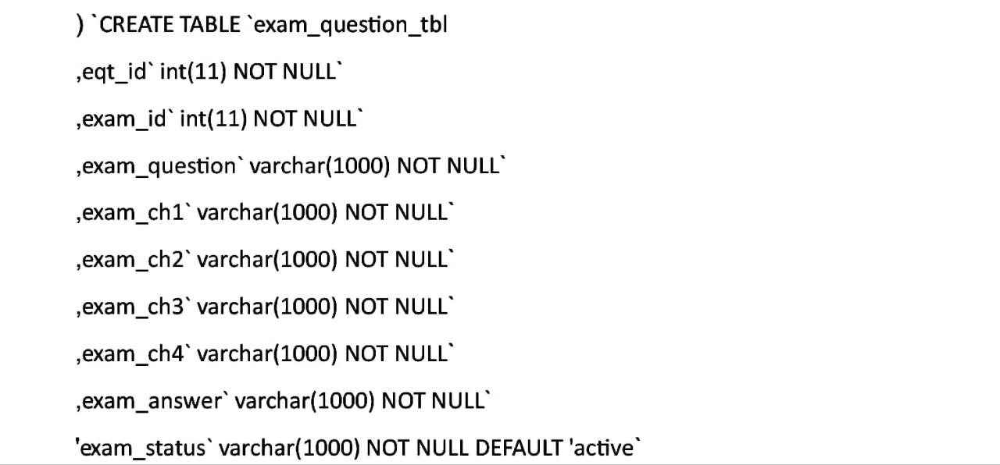 ) `CREATE TABLE `exam_question_tbl
,eqt_id` int(11) NOT NULL`
,exam_id` int(11) NOT NULL`
,exam_question` varchar(1000) NOT NULL`
,exam_ch1` varchar(1000) NOT NULL`
,exam_ch2` varchar(1000) NOT NULL`
,exam_ch3` varchar(1000) NOT NULL`
,exam_ch4` varchar(1000) NOT NULL`
,exam_answer` varchar(1000) NOT NULL`
'exam_status` varchar(1000) NOT NULL DEFAULT 'active`